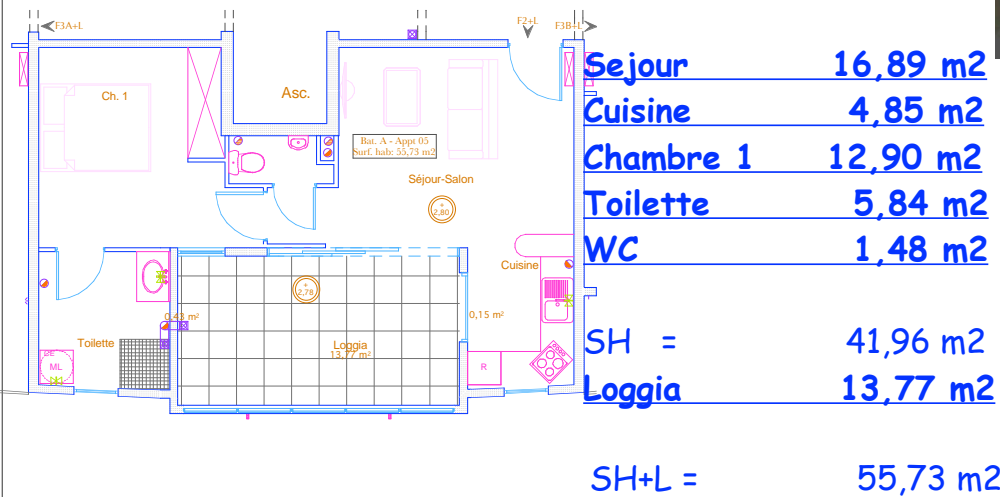 F3A+L
F2+L
F3B+L
Ch. 1
Asc.
Bat. A - Appt 05
Surf. hab: 55,73 m2
Séjour-Salon
+
2,80
Cuisine
+
2,78
0,43 m²
0,15 m²
Toilette
Loggia
13,77 m²
DE
ML
R
Sejour 16,89 m2
Cuisine 4,85 m2
Chambre 1 12,90 m2
Toilette 5,84 m2
WC 1,48 m2
SH = 41,96 m2
Loggia 13,77 m2
SH+L = 55,73 m2